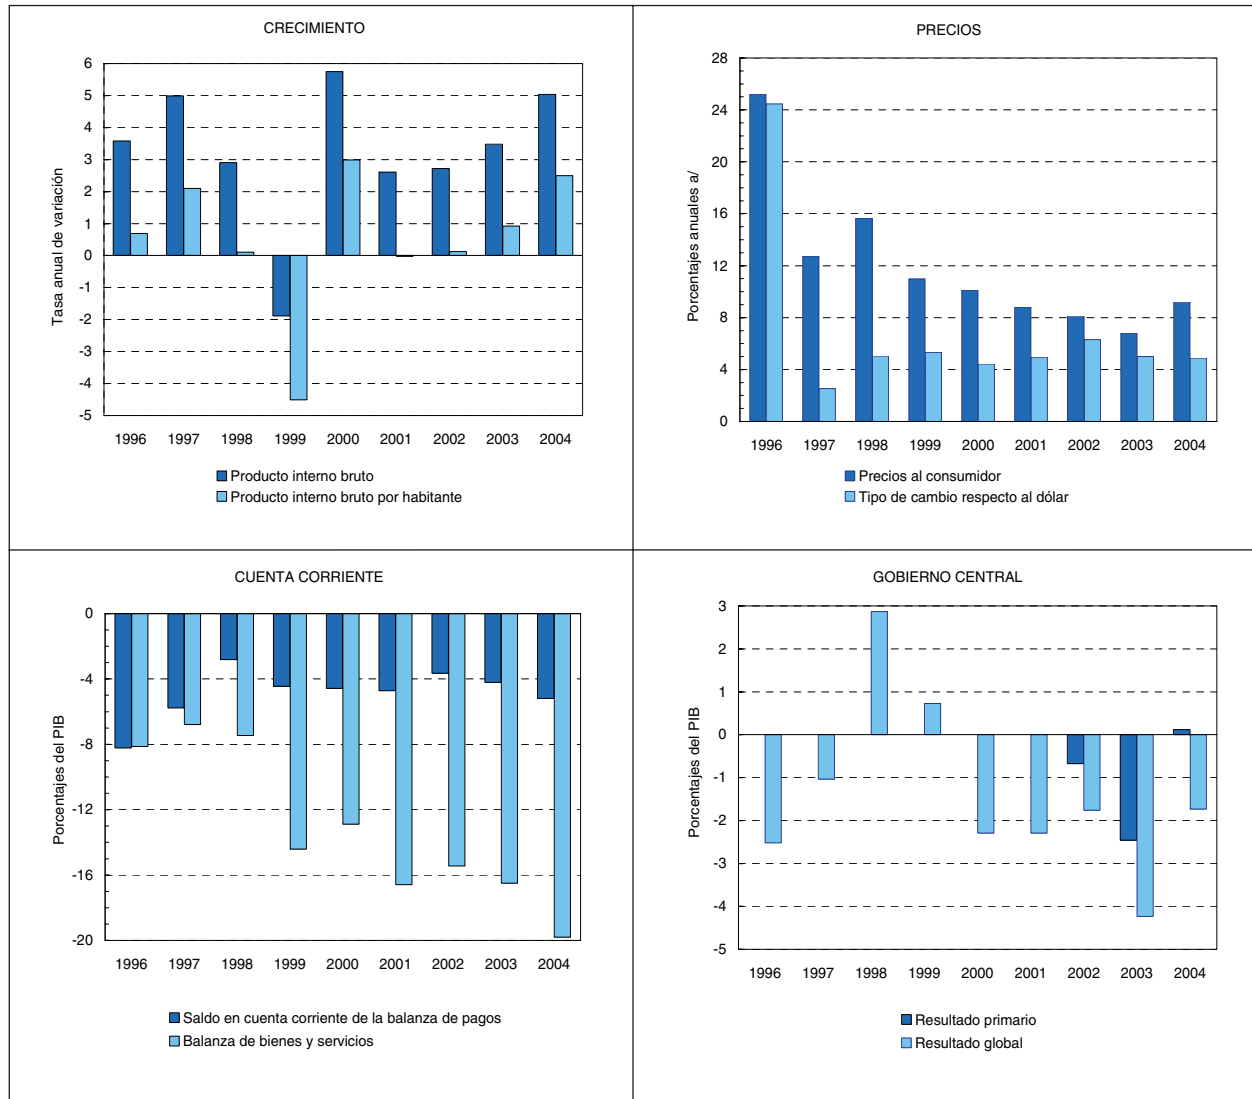 CRECIMIENTO
6
5
4
3
2
1
0
-1
-2
-3
-4
-5
Tasa anual de variación
1996 1997 1998 1999 2000 2001 2002 2003 2004
Producto interno bruto
Producto interno bruto por habitante
PRECIOS
28
24
20
16
12
8
4
0
Porcentajes anuales a/
1996 1997 1998 1999 2000 2001 2002 2003 2004
Precios al consumidor
Tipo de cambio respecto al dólar
CUENTA CORRIENTE
0
-4
-8
-12
-16
-20
Porcentajes del PIB
1996 1997 1998 1999 2000 2001 2002 2003 2004
Saldo en cuenta corriente de la balanza de pagos
Balanza de bienes y servicios
GOBIERNO CENTRAL
3
2
1
0
-1
-2
-3
-4
-5
Porcentajes del PIB
1996 1997 1998 1999 2000 2001 2002 2003 2004
Resultado primario
Resultado global